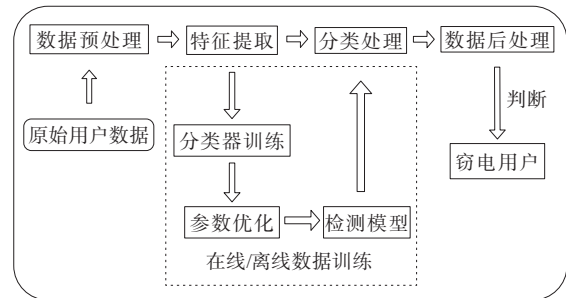 数据预处理
特征提取
分类处理
数据后处理
原始用户数据
分类器训练
判断
窃电用户
参数优化
检测模型
在线/离线数据训练